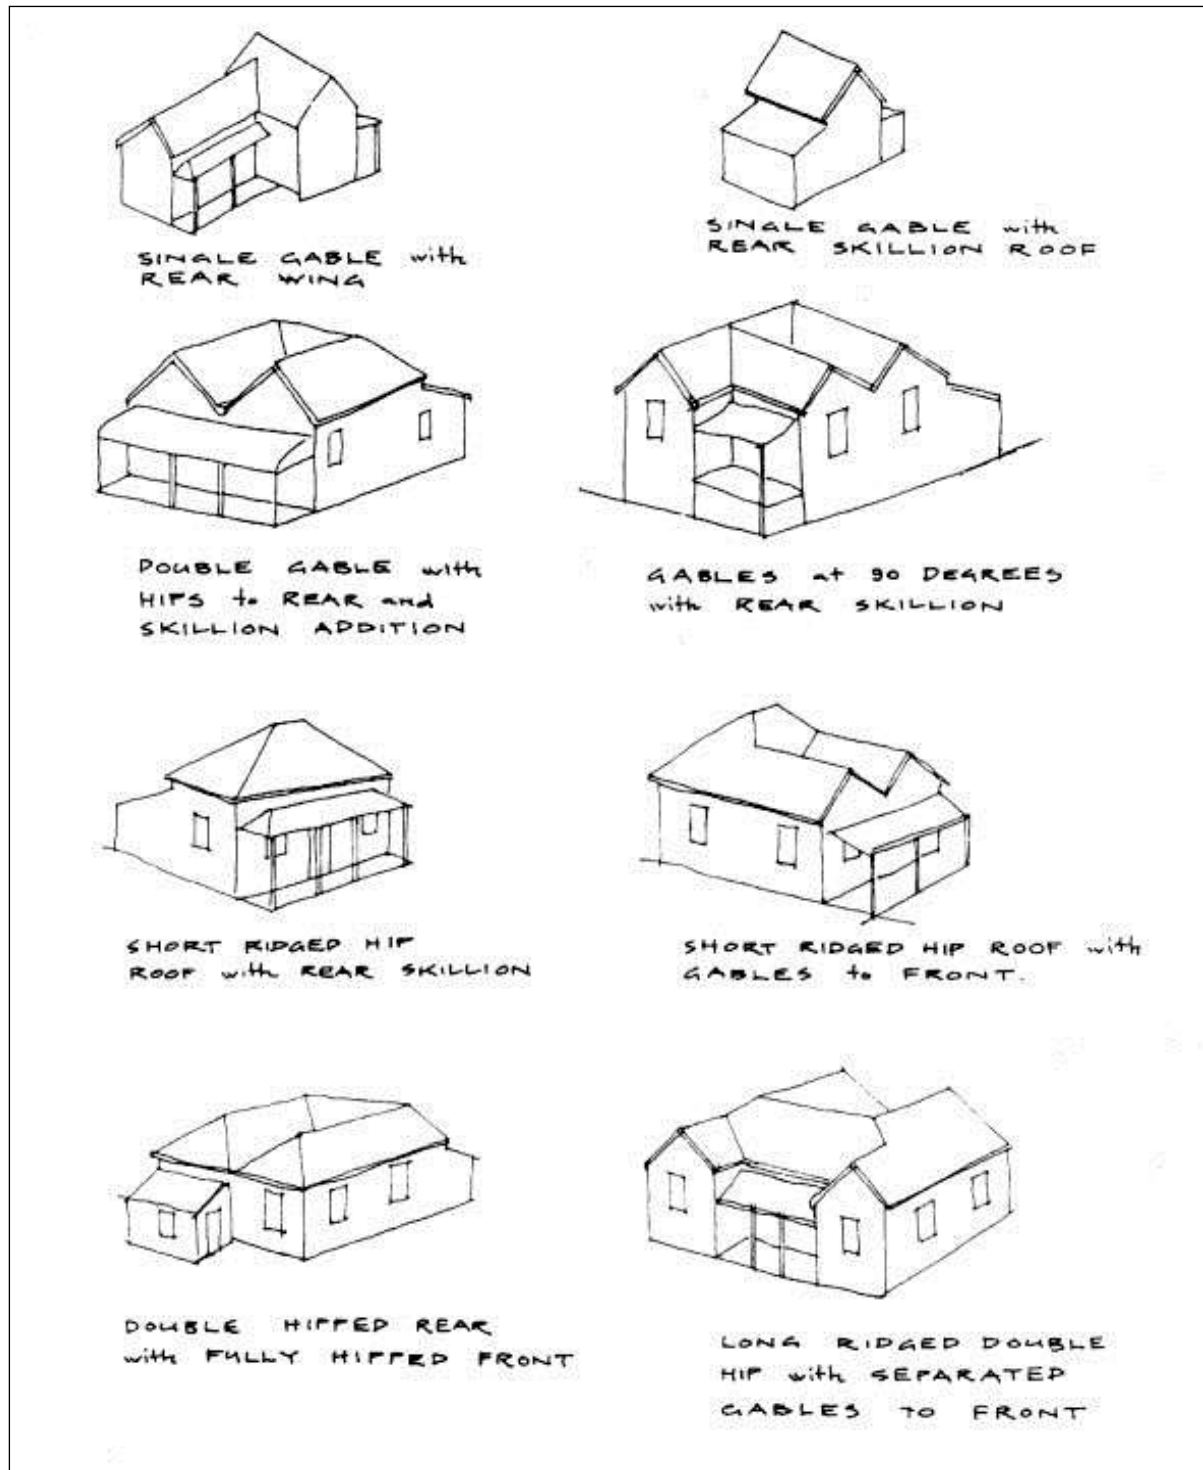 SINGLE GABLE with
REAR WING
SINGLE GABLE with
REAR SKILLION ROOF
DOUBLE GABLE with
HIPS to REAR and
SKILLION ADDITION
GABLES at 90 DEGREES
with REAR SKILLION
SHORT RIDGED HIP
ROOF with REAR SKILLION
SHORT RIDGED HIP ROOF with
GABLES to FRONT.
DOUBLE HIPPED REAR
with FULLY HIPPED FRONT
LONG RIDGED DOUBLE
HIP with SEPARATED
GABLES TO FRONT